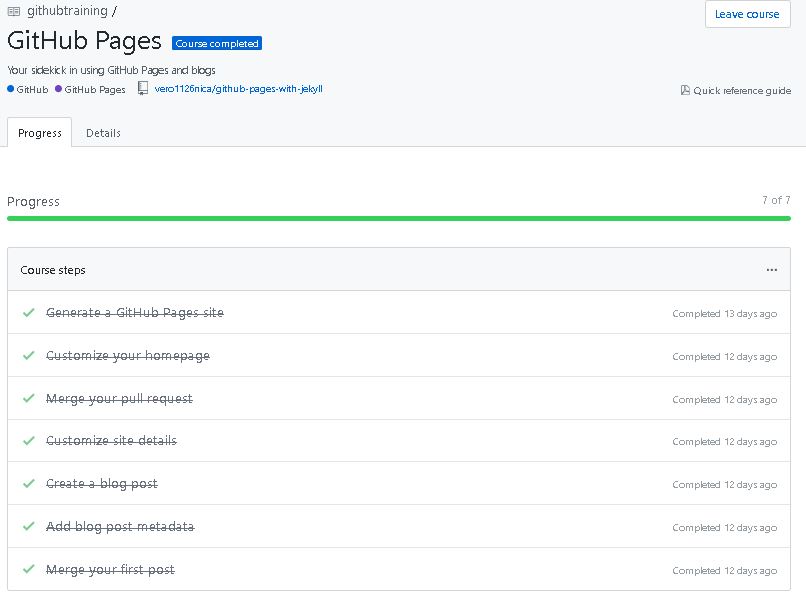 githubtraining /
Leave course
GitHub Pages Course completed
Your sidekick in using GitHub Pages and blogs
GitHub GitHub Pages vero1126nica/github-pages-with-jekyll
Quick reference guide
Progress Details
Progress 7 of 7
Course steps ...
Generate a GitHub Pages site Completed 13 days ago
Customize your homepage Completed 12 days ago
Merge your pull request Completed 12 days ago
Customize site details Completed 12 days ago
Create a blog post Completed 12 days ago
Add blog post metadata Completed 12 days ago
Merge your first post Completed 12 days ago